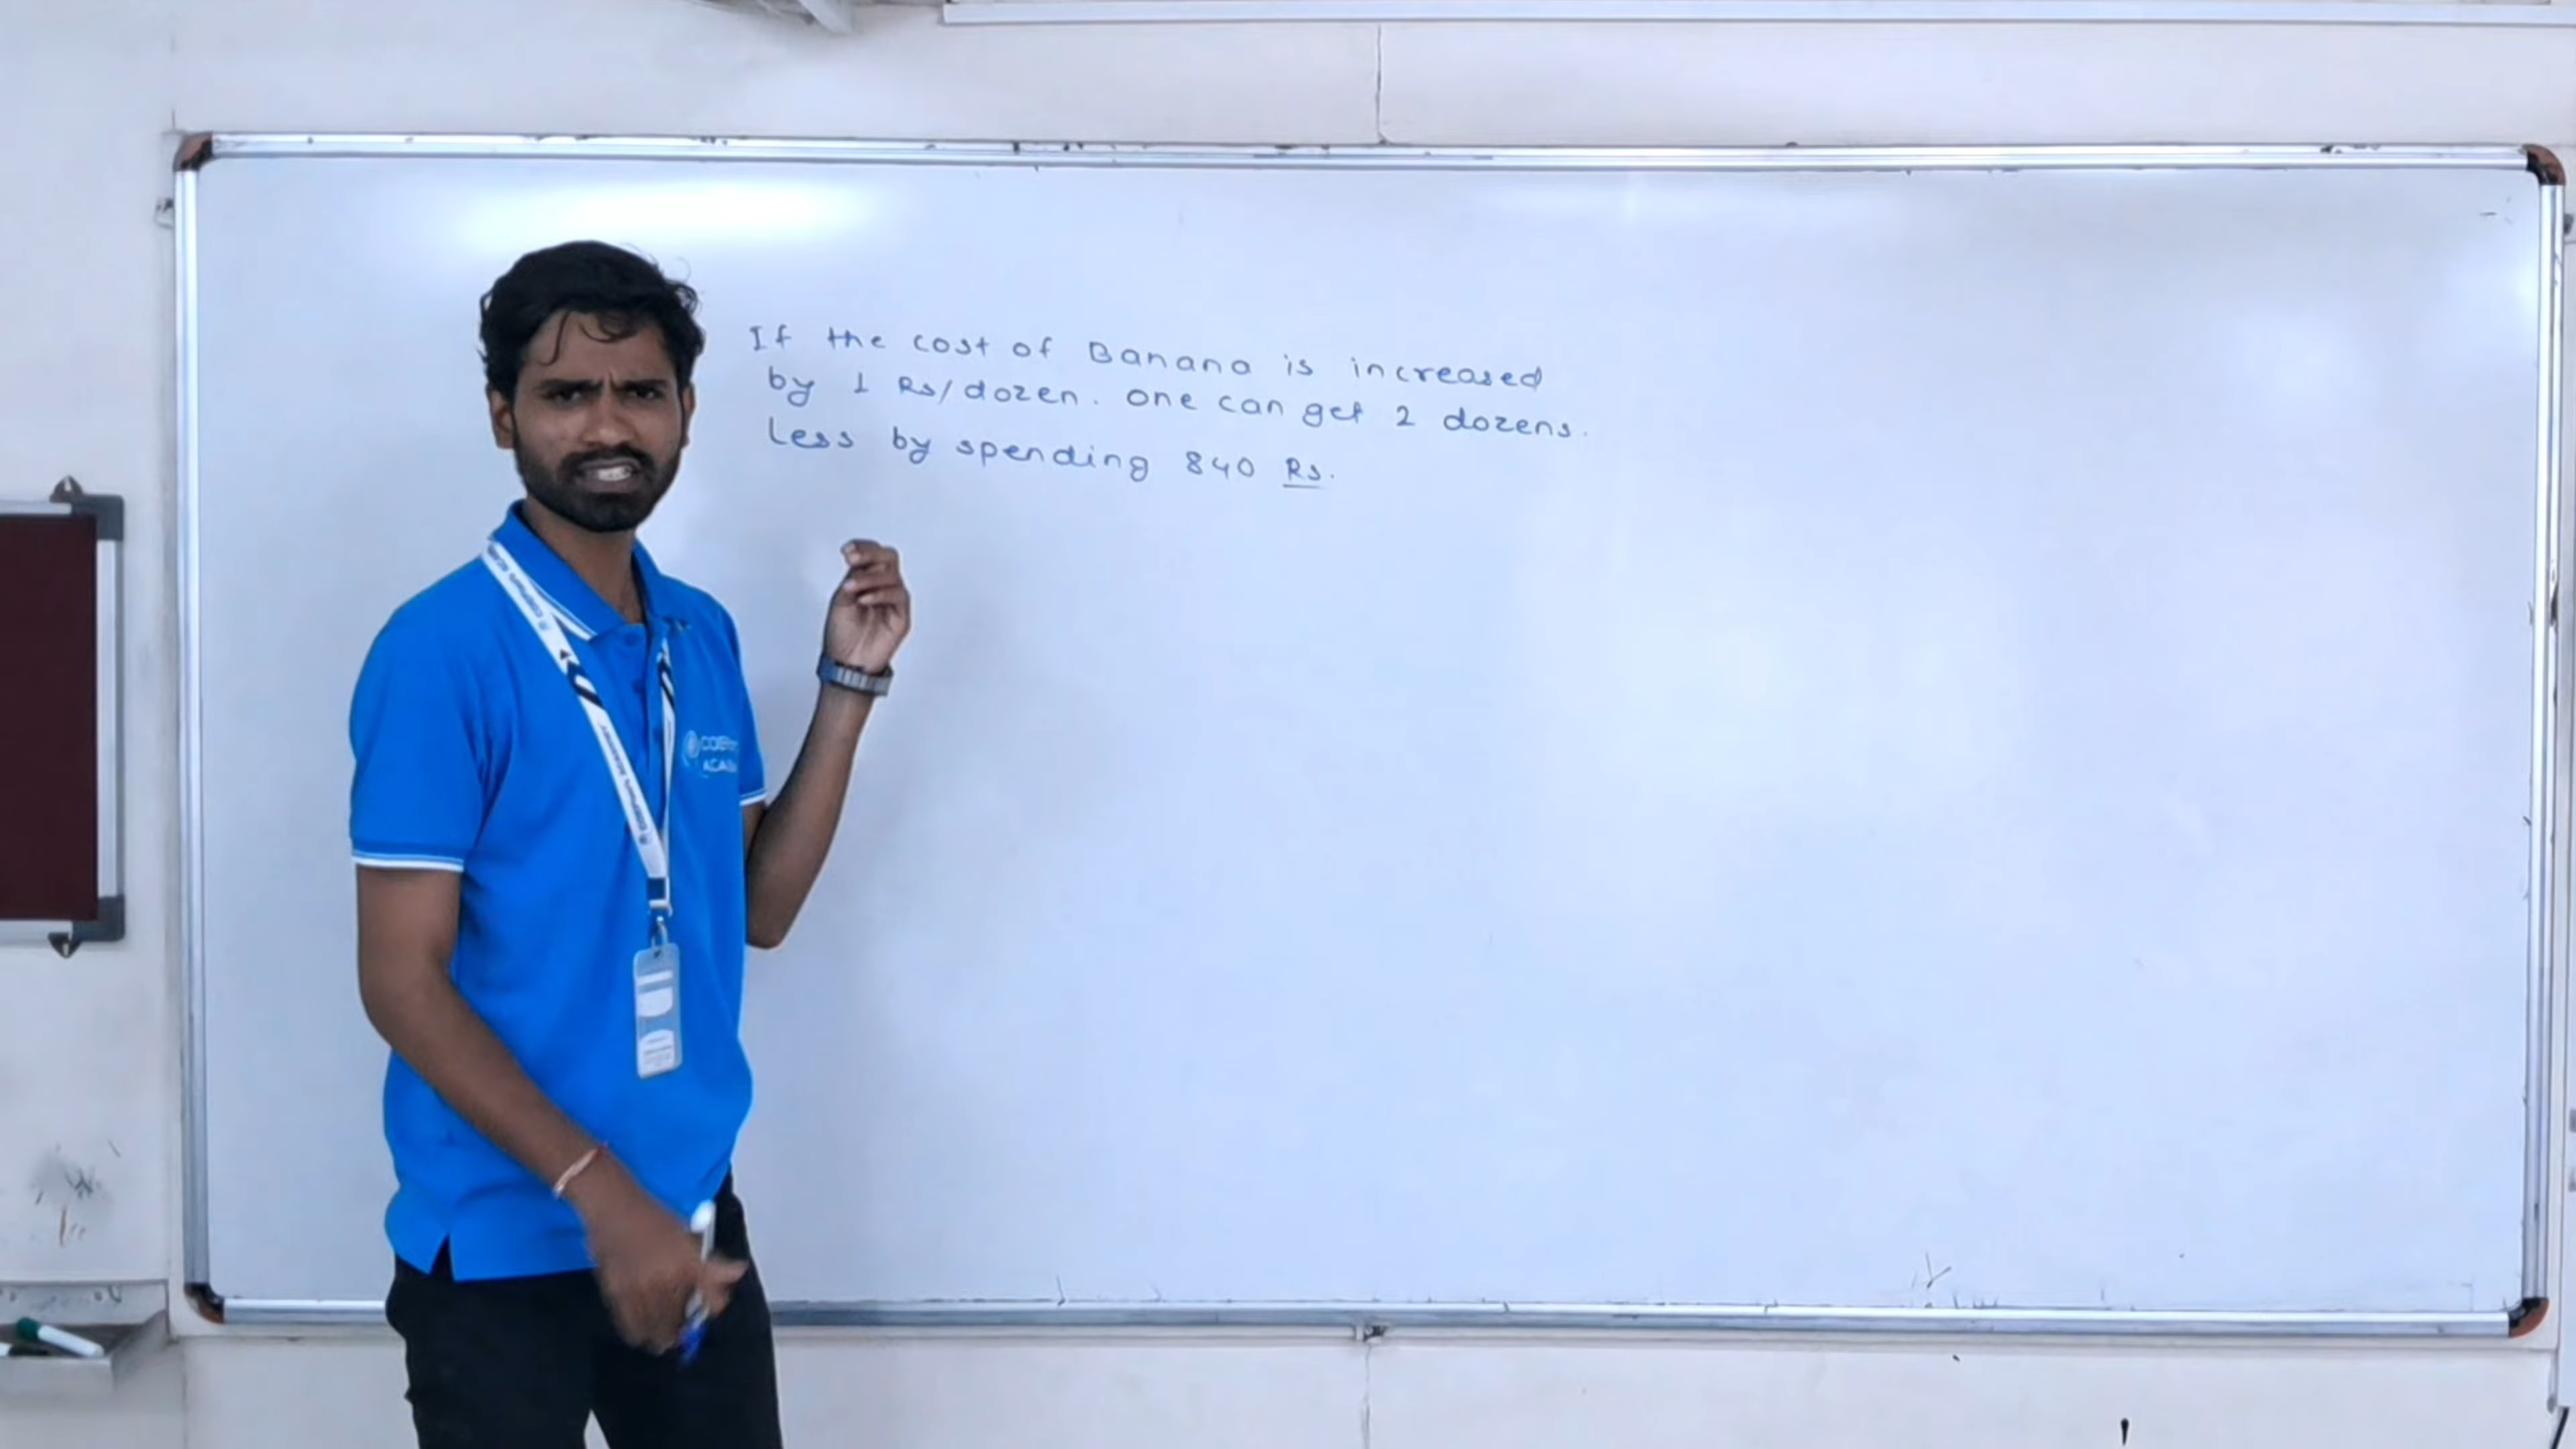 If the cost of Banana is increased
by 1 Rs/dozen. One can get 2 dozens.
Less by spending 840 Rs.